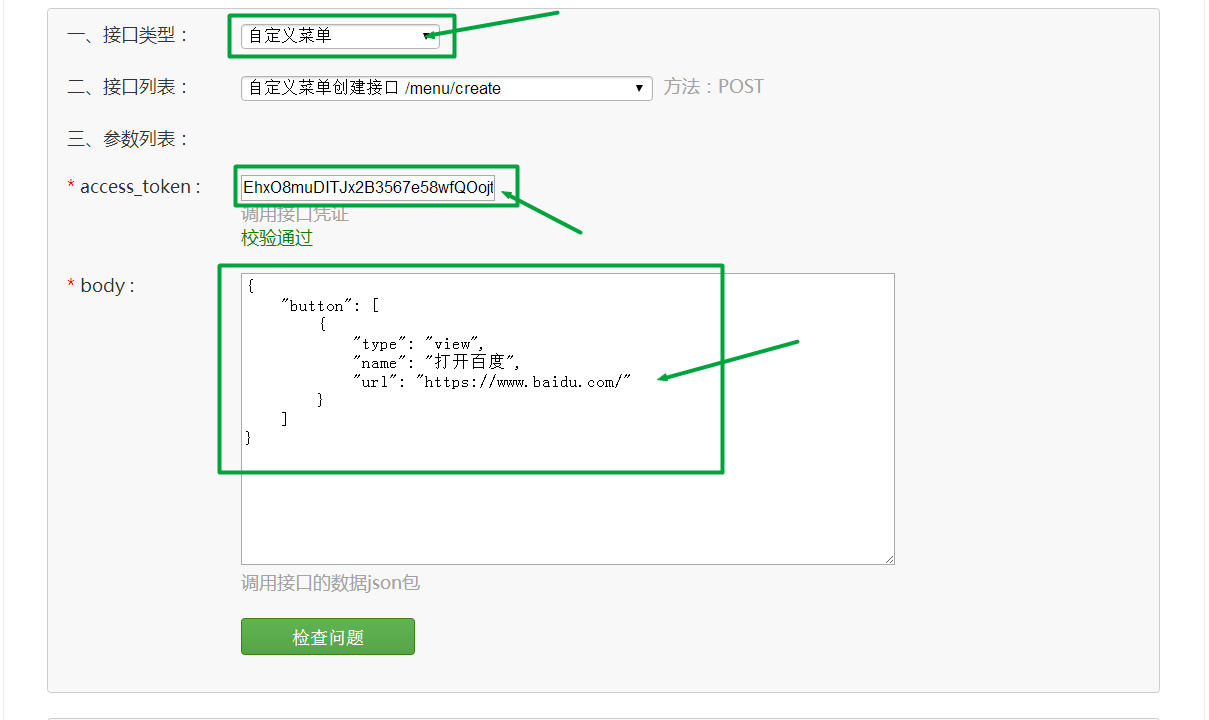 一、接口类型：
自定义菜单
二、接口列表：
自定义菜单创建接口 /menu/create
方法：POST
三、参数列表：
* access_token :
EhxO8muDITJx2B3567e58wfQOojt
调用接口凭证
校验通过
* body :
{
"button": [
{
"type": "view",
"name": "打开百度",
"url": "https://www.baidu.com/"
}
]
}
调用接口的数据json包
检查问题